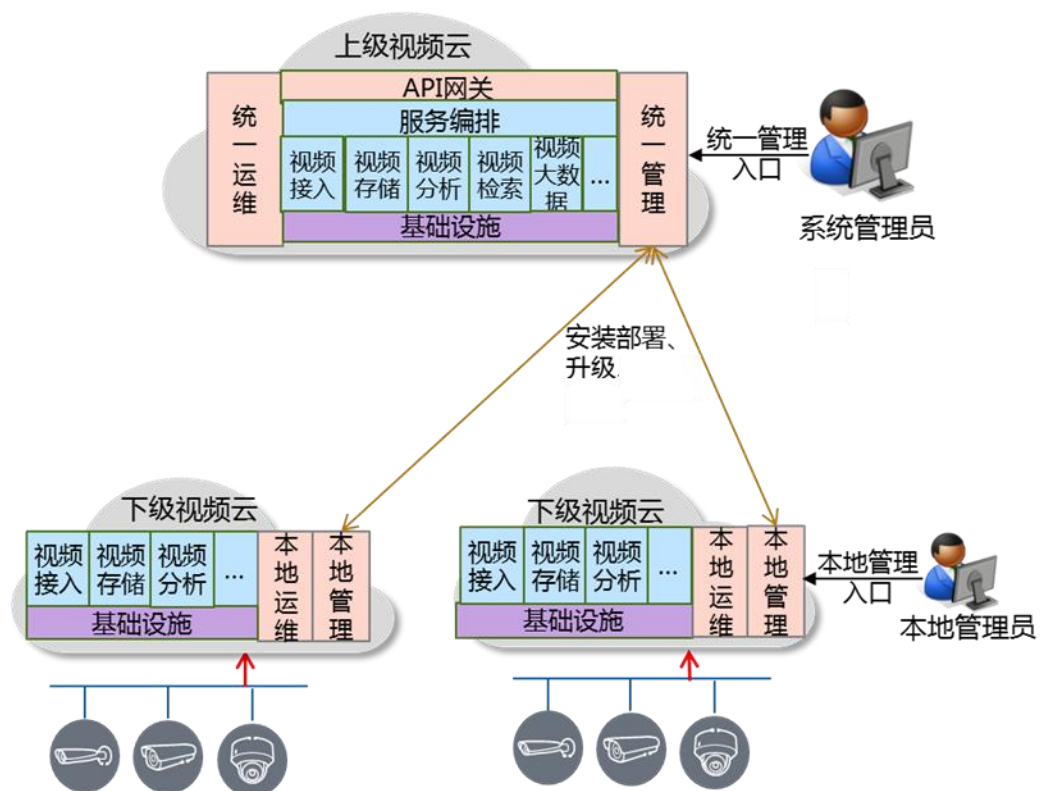 上级视频云
API网关
服务编排
统一运维
视频接入
视频存储
视频分析
视频检索
视频大数据
...
统一管理
基础设施
统一管理
入口
系统管理员
安装部署、
升级.
下级视频云
视频接入
视频存储
视频分析
...
本地运维
本地管理
基础设施
下级视频云
视频接入
视频存储
视频分析
...
本地运维
本地管理
基础设施
本地管理
入口
本地管理员